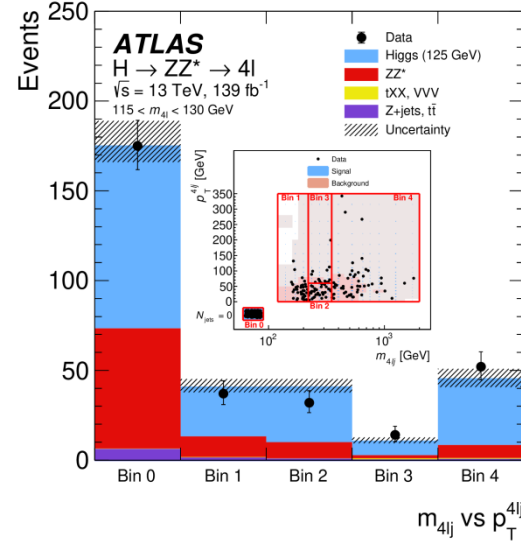 Events
250
200
150
100
50
0
ATLAS
H → ZZ* → 4l
√s = 13 TeV, 139 fb⁻¹
115 < m₄ₗ < 130 GeV
Data
Higgs (125 GeV)
ZZ*
tXX, VVV
Z+jets, tt̄
Uncertainty
p_T^4lj [GeV]
Data
Signal
Background
350
300
250
200
150
100
50
0
N_jets = 0
Bin 1
Bin 3
Bin 4
Bin 2
Bin 0
10²
10³
m_4lj [GeV]
Bin 0
Bin 1
Bin 2
Bin 3
Bin 4
m_4lj vs p_T^4lj